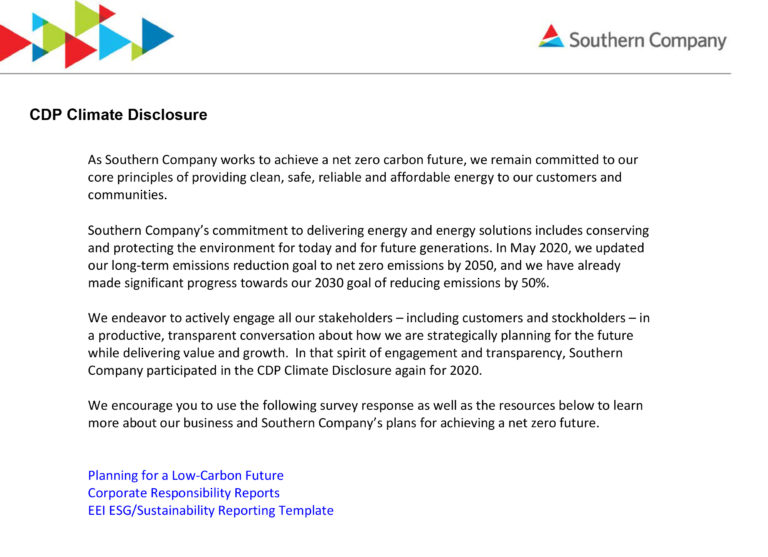 Southern Company
CDP Climate Disclosure
As Southern Company works to achieve a net zero carbon future, we remain committed to our
core principles of providing clean, safe, reliable and affordable energy to our customers and
communities.
Southern Company’s commitment to delivering energy and energy solutions includes conserving
and protecting the environment for today and for future generations. In May 2020, we updated
our long-term emissions reduction goal to net zero emissions by 2050, and we have already
made significant progress towards our 2030 goal of reducing emissions by 50%.
We endeavor to actively engage all our stakeholders – including customers and stockholders – in
a productive, transparent conversation about how we are strategically planning for the future
while delivering value and growth.  In that spirit of engagement and transparency, Southern
Company participated in the CDP Climate Disclosure again for 2020.
We encourage you to use the following survey response as well as the resources below to learn
more about our business and Southern Company’s plans for achieving a net zero future.
Planning for a Low-Carbon Future
Corporate Responsibility Reports
EEI ESG/Sustainability Reporting Template